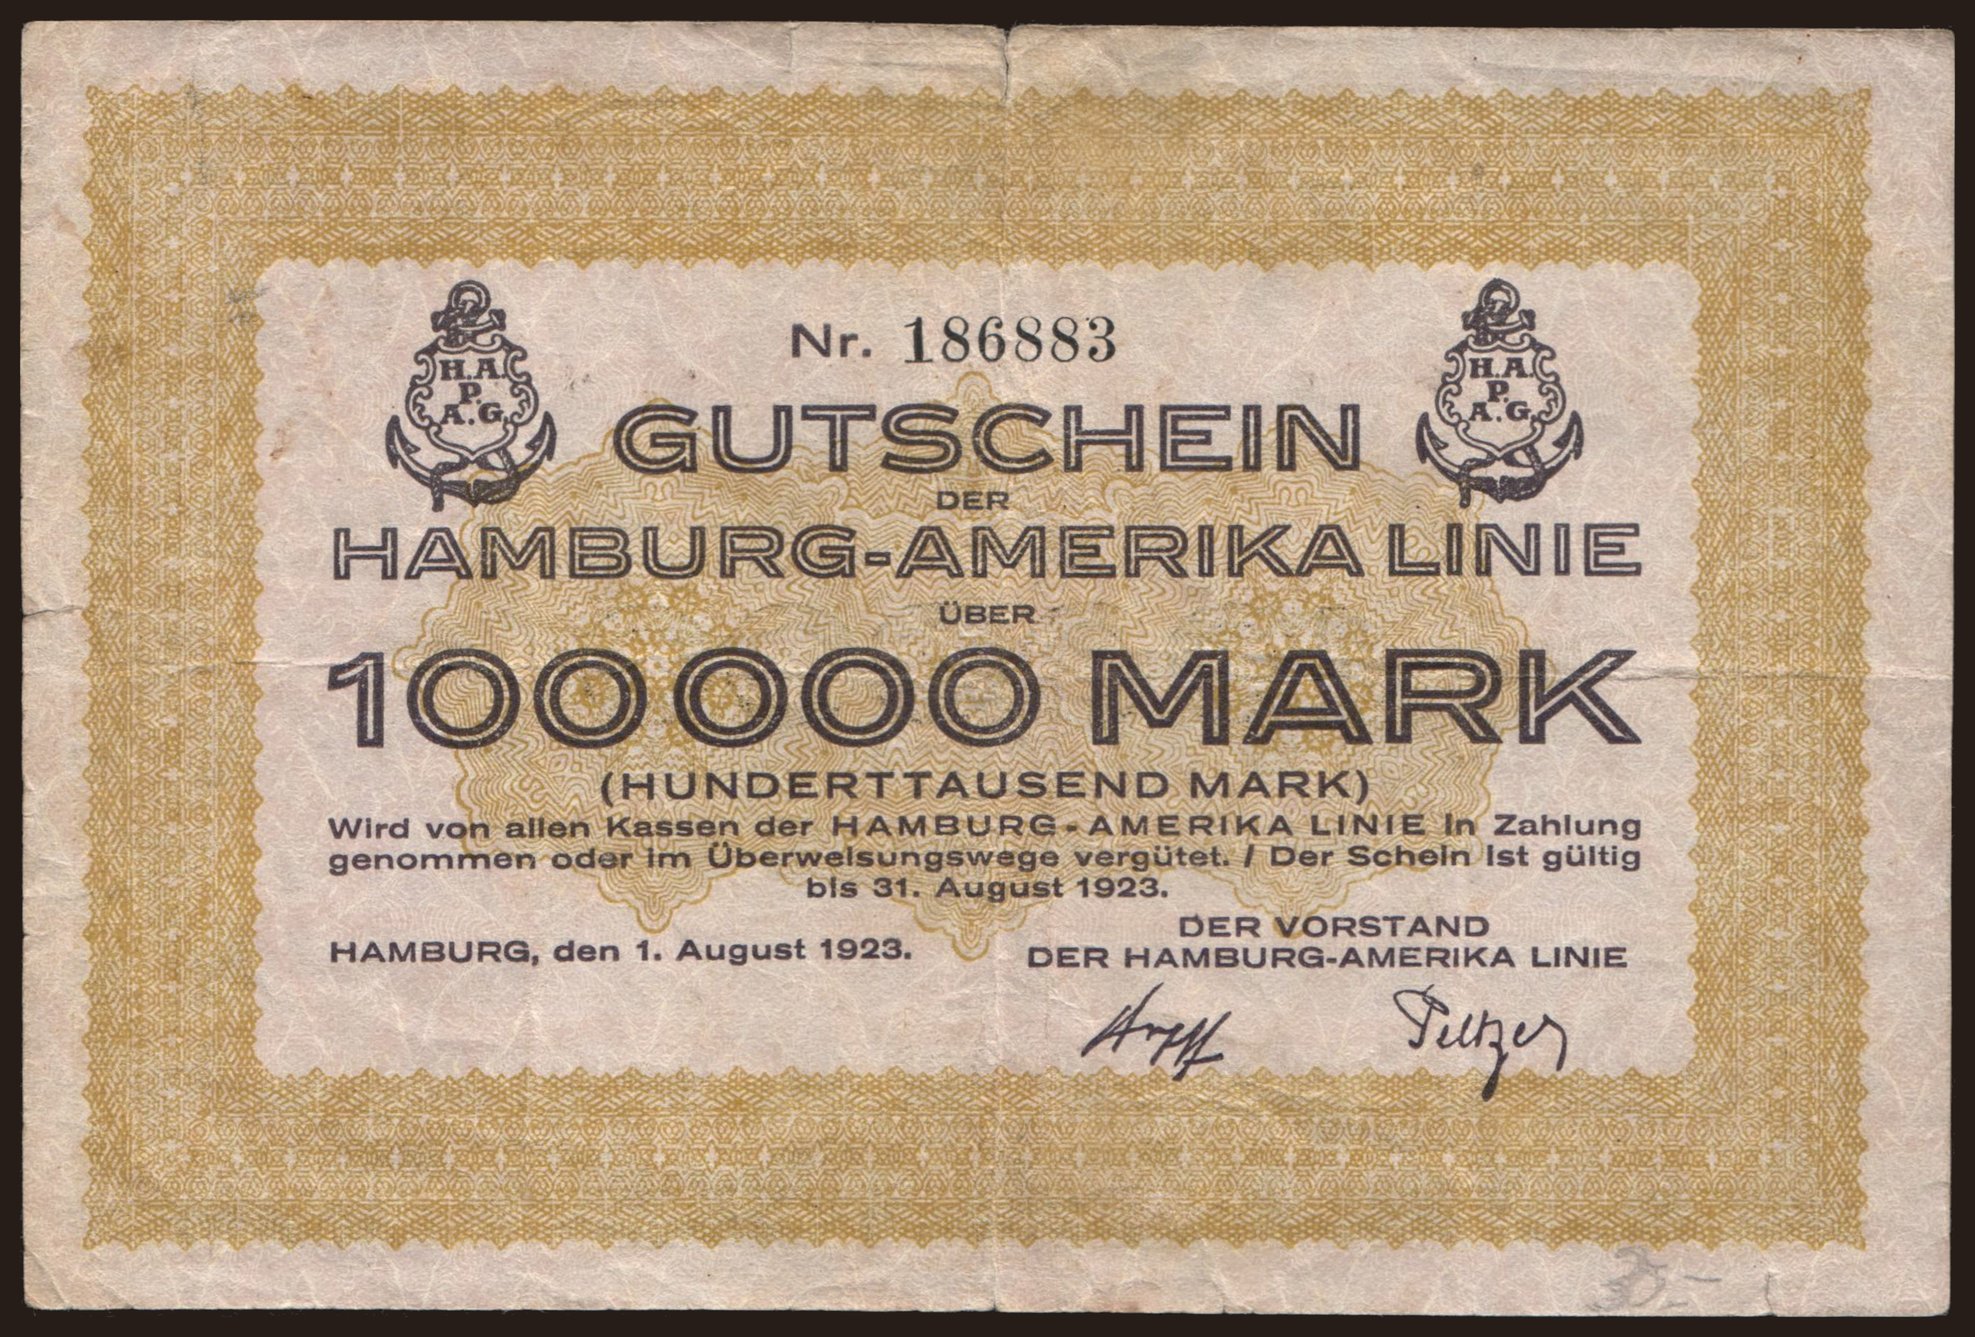 Nr. 186883
H.A.
P.
A.G.
H.A.
P.
A.G.
GUTSCHEIN
DER
HAMBURG-AMERIKA LINIE
ÜBER
100000 MARK
(HUNDERTTAUSEND MARK)
Wird von allen Kassen der HAMBURG-AMERIKA LINIE in Zahlung
genommen oder im Überweisungswege vergütet. / Der Schein ist gültig
bis 31. August 1923.
HAMBURG, den 1. August 1923.
DER VORSTAND
DER HAMBURG-AMERIKA LINIE
Peltzer